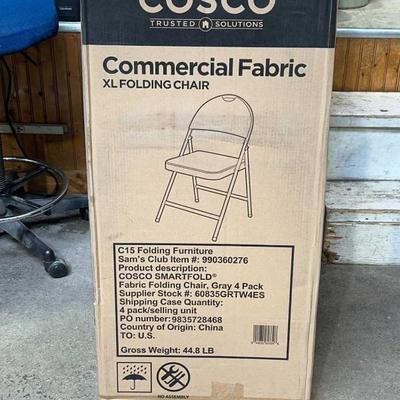 COSCO
TRUSTED SOLUTIONS
Commercial Fabric
XL FOLDING CHAIR
C15 Folding Furniture
Sam's Club Item #: 990360276
Product description:
COSCO SMARTFOLD®
Fabric Folding Chair, Gray 4 Pack
Supplier Stock #: 60835GRTW4ES
Shipping Case Quantity:
4 pack/selling unit
PO number: 9835728468
Country of Origin: China
TO: U.S.
Gross Weight: 44.8 LB
NO ASSEMBLY